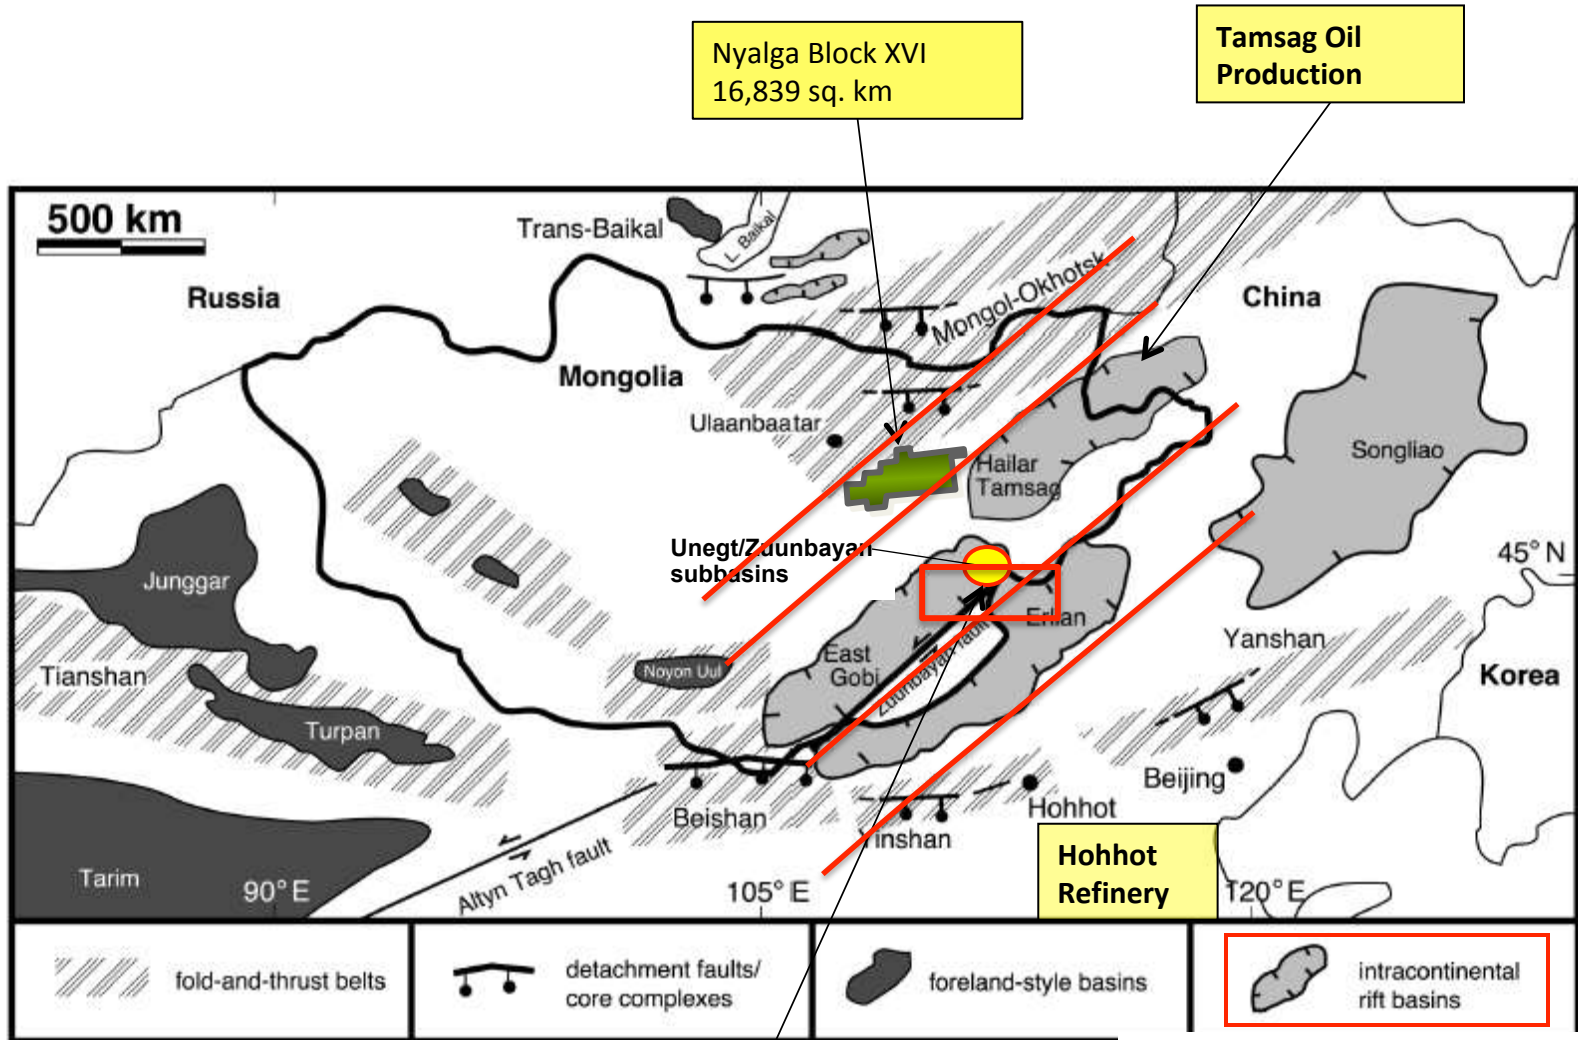 Nyalga Block XVI
16,839 sq. km
Tamsag Oil
Production
500 km
Trans-Baikal
L. Baikal
Russia
Mongol-Okhotsk
China
Mongolia
Ulaanbaatar
Songliao
Hailar
Tamsag
Unegt/Zuunbayan
subbasins
45° N
Junggar
Erlian
Yanshan
East
Gobi
Zuunbayan fault
Noyon Uul
Tianshan
Korea
Turpan
Beijing
Beishan
Hohhot
Yinshan
Altyn Tagh fault
Hohhot
Refinery
Tarim
90° E
105° E
120° E
fold-and-thrust belts
detachment faults/
core complexes
foreland-style basins
intracontinental
rift basins